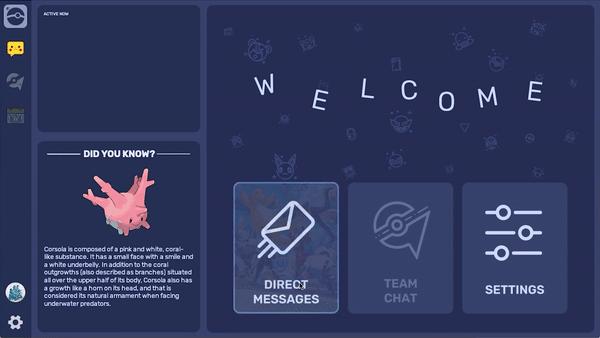 ACTIVE NOW
DID YOU KNOW?
Corsola is composed of a pink and white, coral-
like substance. It has a small face with a smile and
a white underbelly. In addition to the coral
outgrowths (also described as branches) situated
all over the upper half of its body, Corsola also has
a growth like a horn on its head, and that is
considered its natural armament when facing
underwater predators.
WELCOME
DIRECT
MESSAGES
TEAM
CHAT
SETTINGS